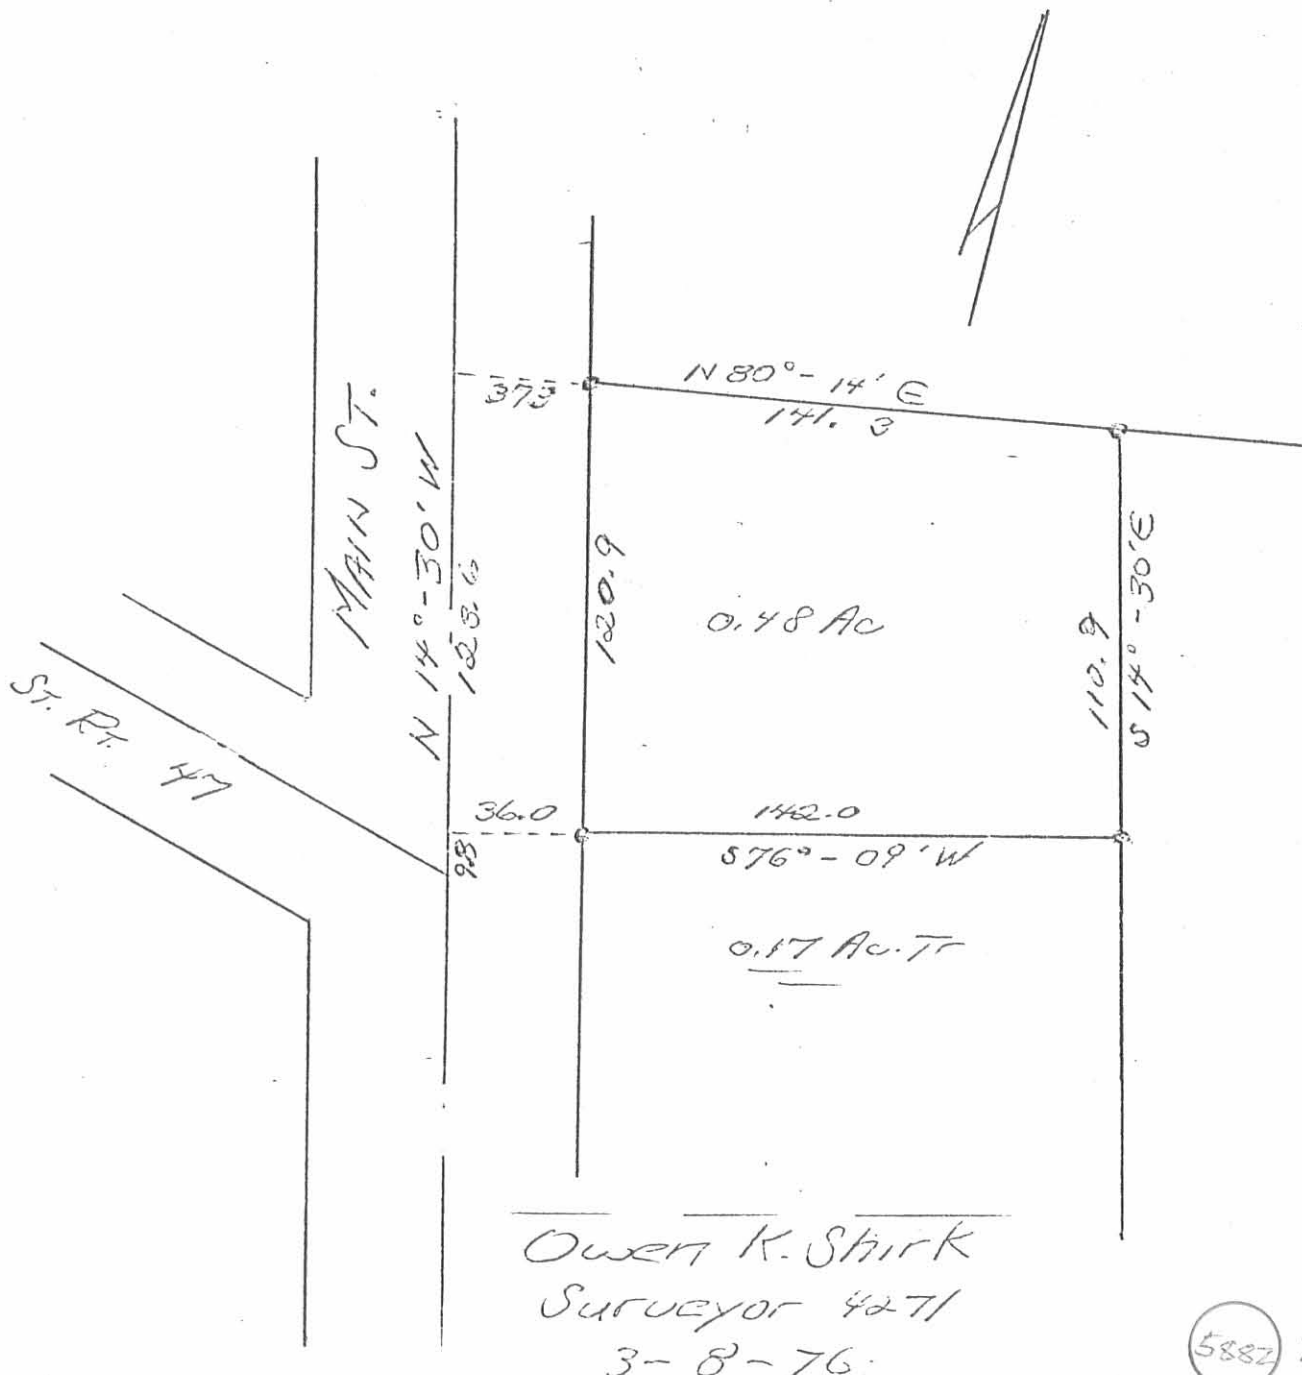 N 80°-14' E
141.3
373
MAIN ST.
N 14°-30' W
123.6
120.9
0.48 Ac
110.9
S 14°-30' E
ST. RT. 47
36.0
142.0
S 76°-09' W
9.8
0.17 Ac. Tr
Owen K. Shirk
Surveyor 4271
3-8-76
5882